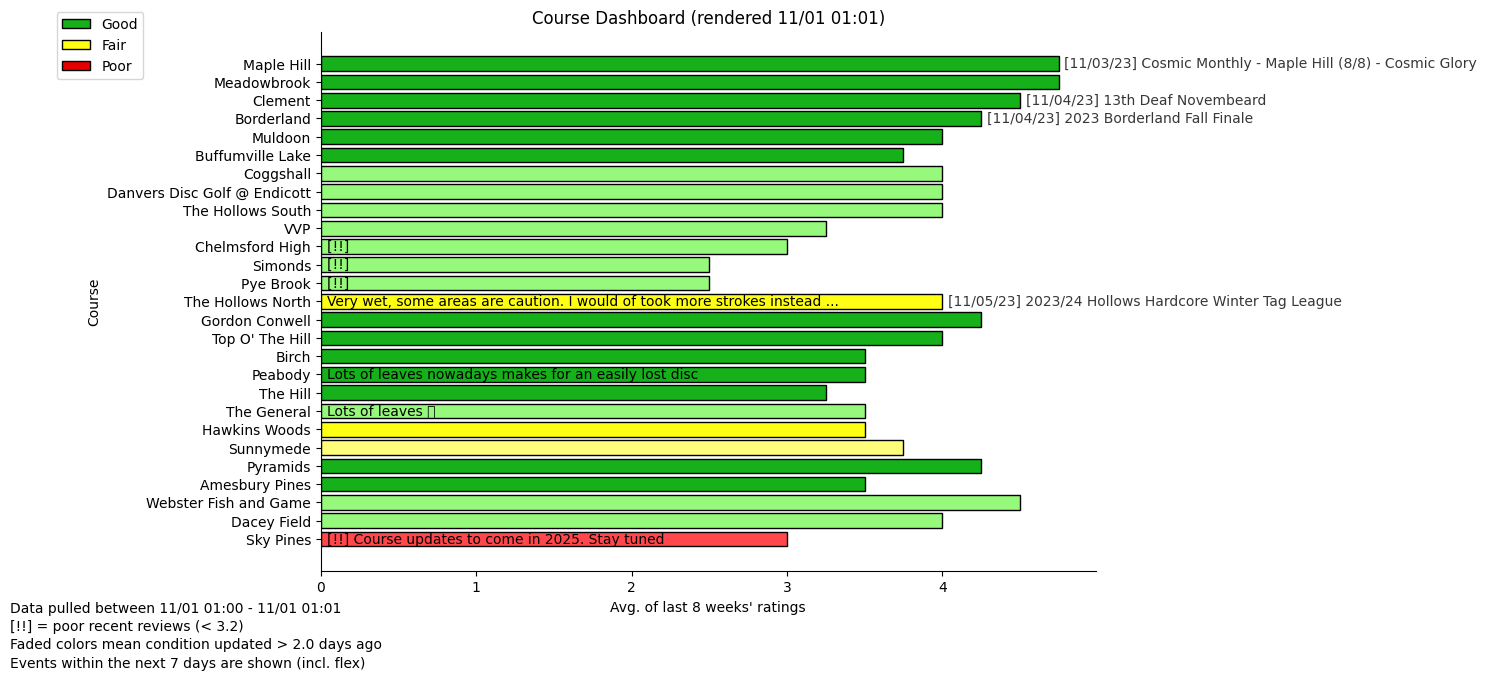 Course Dashboard (rendered 11/01 01:01)
Good
Fair
Poor
Course
Maple Hill [11/03/23] Cosmic Monthly - Maple Hill (8/8) - Cosmic Glory
Meadowbrook
Clement [11/04/23] 13th Deaf Novembeard
Borderland [11/04/23] 2023 Borderland Fall Finale
Muldoon
Buffumville Lake
Coggshall
Danvers Disc Golf @ Endicott
The Hollows South
VVP
Chelmsford High [!!]
Simonds [!!]
Pye Brook [!!]
The Hollows North Very wet, some areas are caution. I would of took more strokes instead ... [11/05/23] 2023/24 Hollows Hardcore Winter Tag League
Gordon Conwell
Top O' The Hill
Birch
Peabody Lots of leaves nowadays makes for an easily lost disc
The Hill
The General Lots of leaves
Hawkins Woods
Sunnymede
Pyramids
Amesbury Pines
Webster Fish and Game
Dacey Field
Sky Pines [!!] Course updates to come in 2025. Stay tuned
0 1 2 3 4
Avg. of last 8 weeks' ratings
Data pulled between 11/01 01:00 - 11/01 01:01
[!!] = poor recent reviews (< 3.2)
Faded colors mean condition updated > 2.0 days ago
Events within the next 7 days are shown (incl. flex)